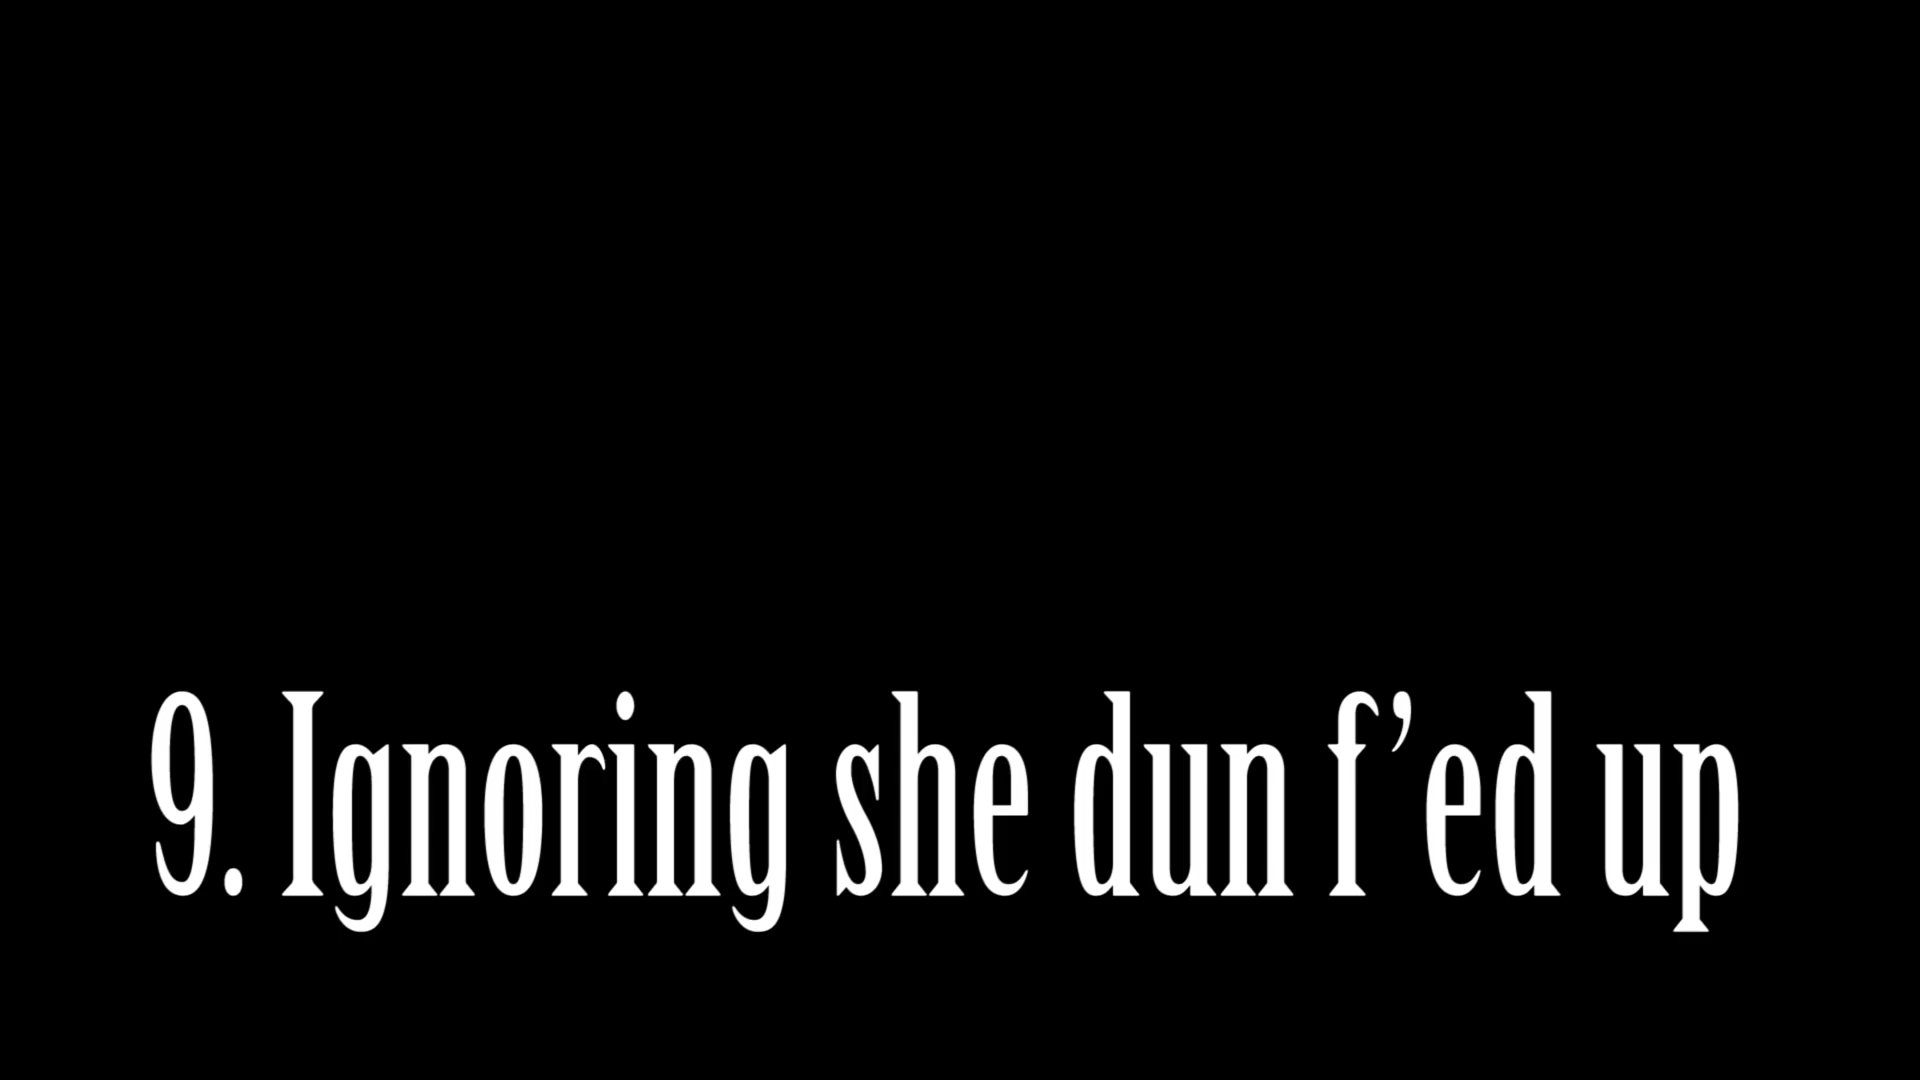 9. Ignoring she dun f’ed up